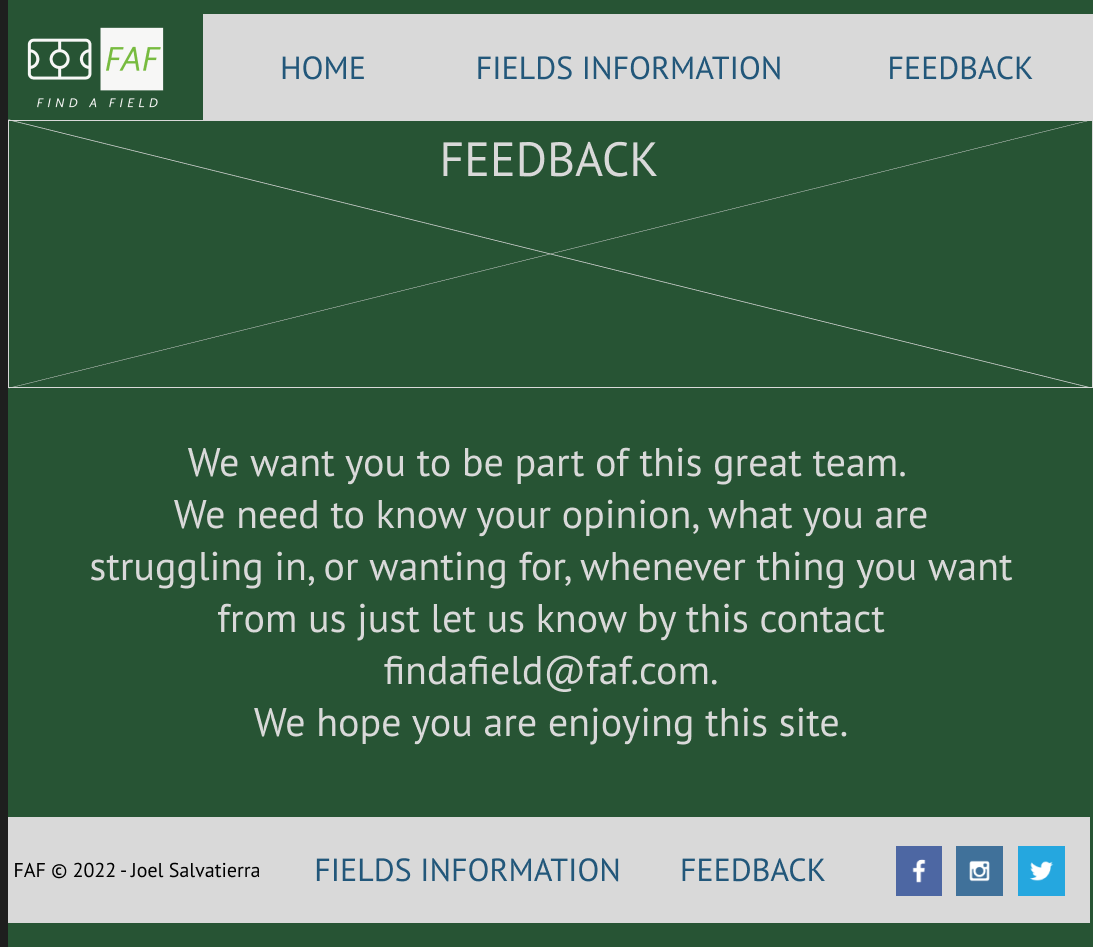 FAF
FIND A FIELD
HOME
FIELDS INFORMATION
FEEDBACK
FEEDBACK
We want you to be part of this great team.
We need to know your opinion, what you are
struggling in, or wanting for, whenever thing you want
from us just let us know by this contact
findafield@faf.com.
We hope you are enjoying this site.
FAF © 2022 - Joel Salvatierra
FIELDS INFORMATION
FEEDBACK